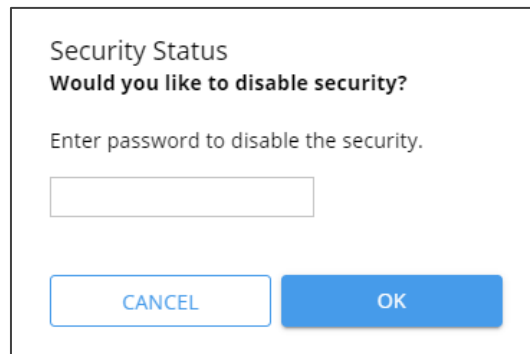 Security Status
Would you like to disable security?
Enter password to disable the security.
CANCEL
OK